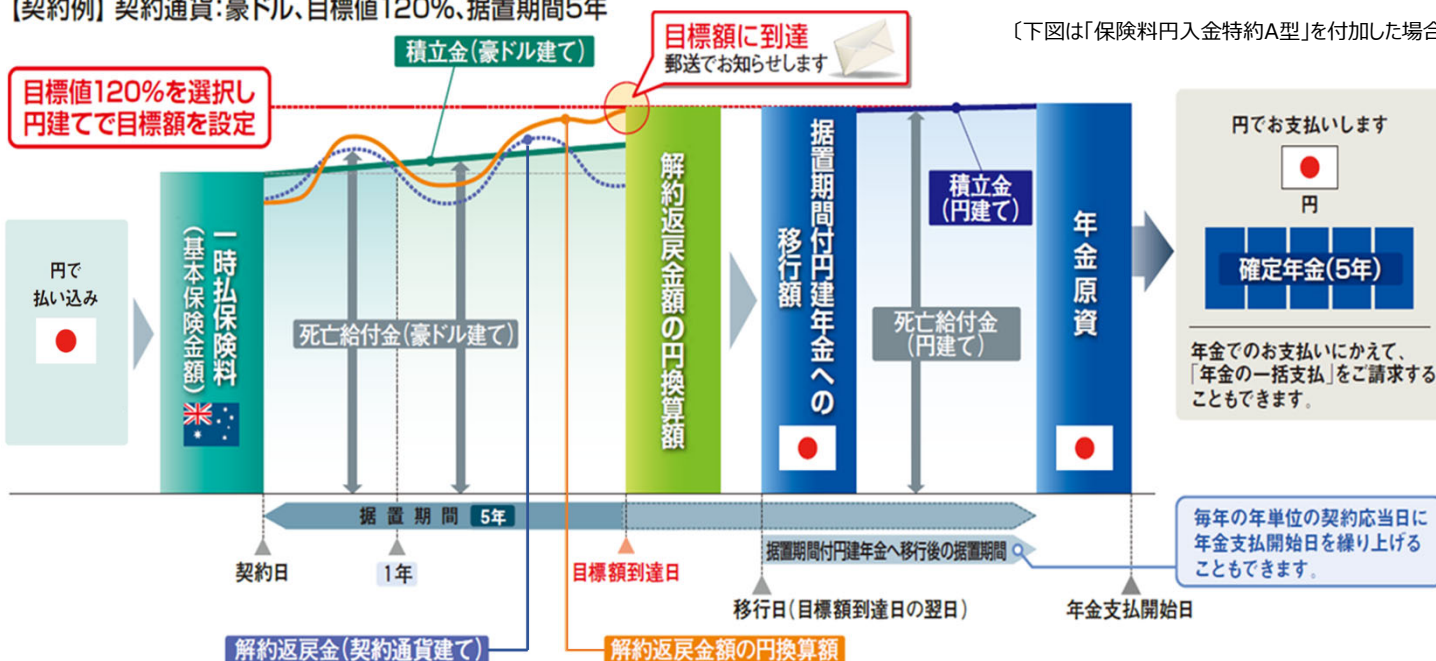 【契約例】 契約通貨：豪ドル、目標値120％、据置期間5年
〔下図は「保険料円入金特約A型」を付加した場合
積立金（豪ドル建て）
目標額に到達
郵送でお知らせします
目標値120％を選択し
円建てで目標額を設定
円で
払い込み
一時払保険料
（基本保険金額）
死亡給付金（豪ドル建て）
解約返戻金額の円換算額
据置期間付円建年金への
移行額
積立金
（円建て）
死亡給付金
（円建て）
年金原資
円でお支払いします
円
確定年金（5年）
年金でのお支払いにかえて、
「年金の一括支払」をご請求する
こともできます。
据置期間 5年
据置期間付円建年金へ移行後の据置期間
毎年の年単位の契約応当日に
年金支払開始日を繰り上げる
こともできます。
契約日
1年
目標額到達日
移行日（目標額到達日の翌日）
年金支払開始日
解約返戻金（契約通貨建て）
解約返戻金額の円換算額